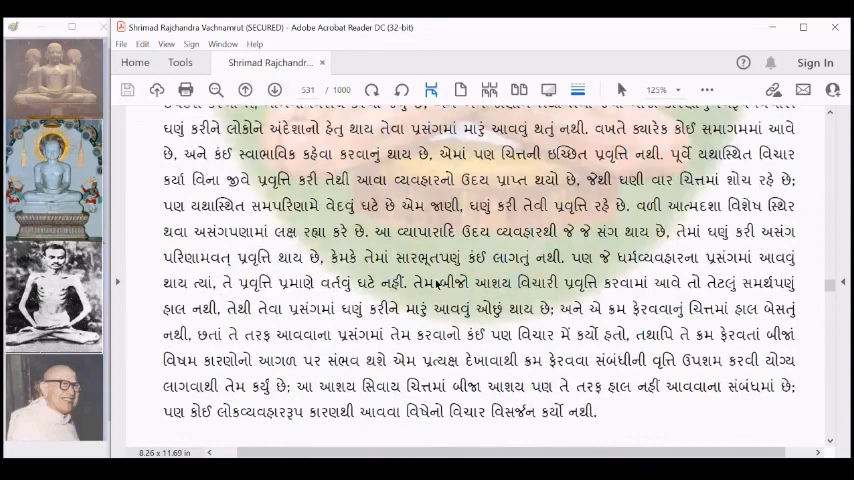 Shrimad Rajchandra Vachnamrut (SECURED) - Adobe Acrobat Reader DC (32-bit)
File Edit View Sign Window Help
Home Tools Shrimad Rajchandr... × Sign In
531 / 1000 125%
ઘણું કરીને લોકોને અંદેશાનો હેતુ થાય તેવા પ્રસંગમાં મારું આવવું થતું નથી. વખતે ક્યારેક કોઈ સમાગમમાં આવે
છે, અને કંઈ સ્વાભાવિક કહેવા કરવાનું થાય છે, એમાં પણ ચિત્તની ઇચ્છિત પ્રવૃત્તિ નથી. પૂર્વે યથાસ્થિત વિચાર
કર્યા વિના જીવે પ્રવૃત્તિ કરી તેથી આવા વ્યવહારનો ઉદય પ્રાપ્ત થયો છે, જેથી ઘણી વાર ચિત્તમાં શોચ રહે છે;
પણ યથાસ્થિત સમપરિણામે વેદવું ઘટે છે એમ જાણી, ઘણું કરી તેવી પ્રવૃત્તિ રહે છે. વળી આત્મદશા વિશેષ સ્થિર
થવા અસંગપણામાં લક્ષ રહ્યા કરે છે. આ વ્યાપારાદિ ઉદય વ્યવહારથી જે જે સંગ થાય છે, તેમાં ઘણું કરી અસંગ
પરિણામવત્ પ્રવૃત્તિ થાય છે, કેમકે તેમાં સારભૂતપણું કંઈ લાગતું નથી. પણ જે ધર્મવ્યવહારના પ્રસંગમાં આવવું
થાય ત્યાં, તે પ્રવૃત્તિ પ્રમાણે વર્તવું ઘટે નહીં. તેમ બીજો આશય વિચારી પ્રવૃત્તિ કરવામાં આવે તો તેટલું સમર્થપણું
હાલ નથી, તેથી તેવા પ્રસંગમાં ઘણું કરીને મારું આવવું ઓછું થાય છે; અને એ ક્રમ ફેરવવાનું ચિત્તમાં હાલ બેસતું
નથી, છતાં તે તરફ આવવાના પ્રસંગમાં તેમ કરવાનો કંઈ પણ વિચાર મેં કર્યો હતો, તથાપિ તે ક્રમ ફેરવતાં બીજાં
વિષમ કારણોનો આગળ પર સંભવ થશે એમ પ્રત્યક્ષ દેખાવાથી ક્રમ ફેરવવા સંબંધીની વૃત્તિ ઉપશમ કરવી યોગ્ય
લાગવાથી તેમ કર્યું છે; આ આશય સિવાય ચિત્તમાં બીજા આશય પણ તે તરફ હાલ નહીં આવવાના સંબંધમાં છે;
પણ કોઈ લોકવ્યવહારરૂપ કારણથી આવવા વિષેનો વિચાર વિસર્જન કર્યો નથી.
8.26 x 11.69 in